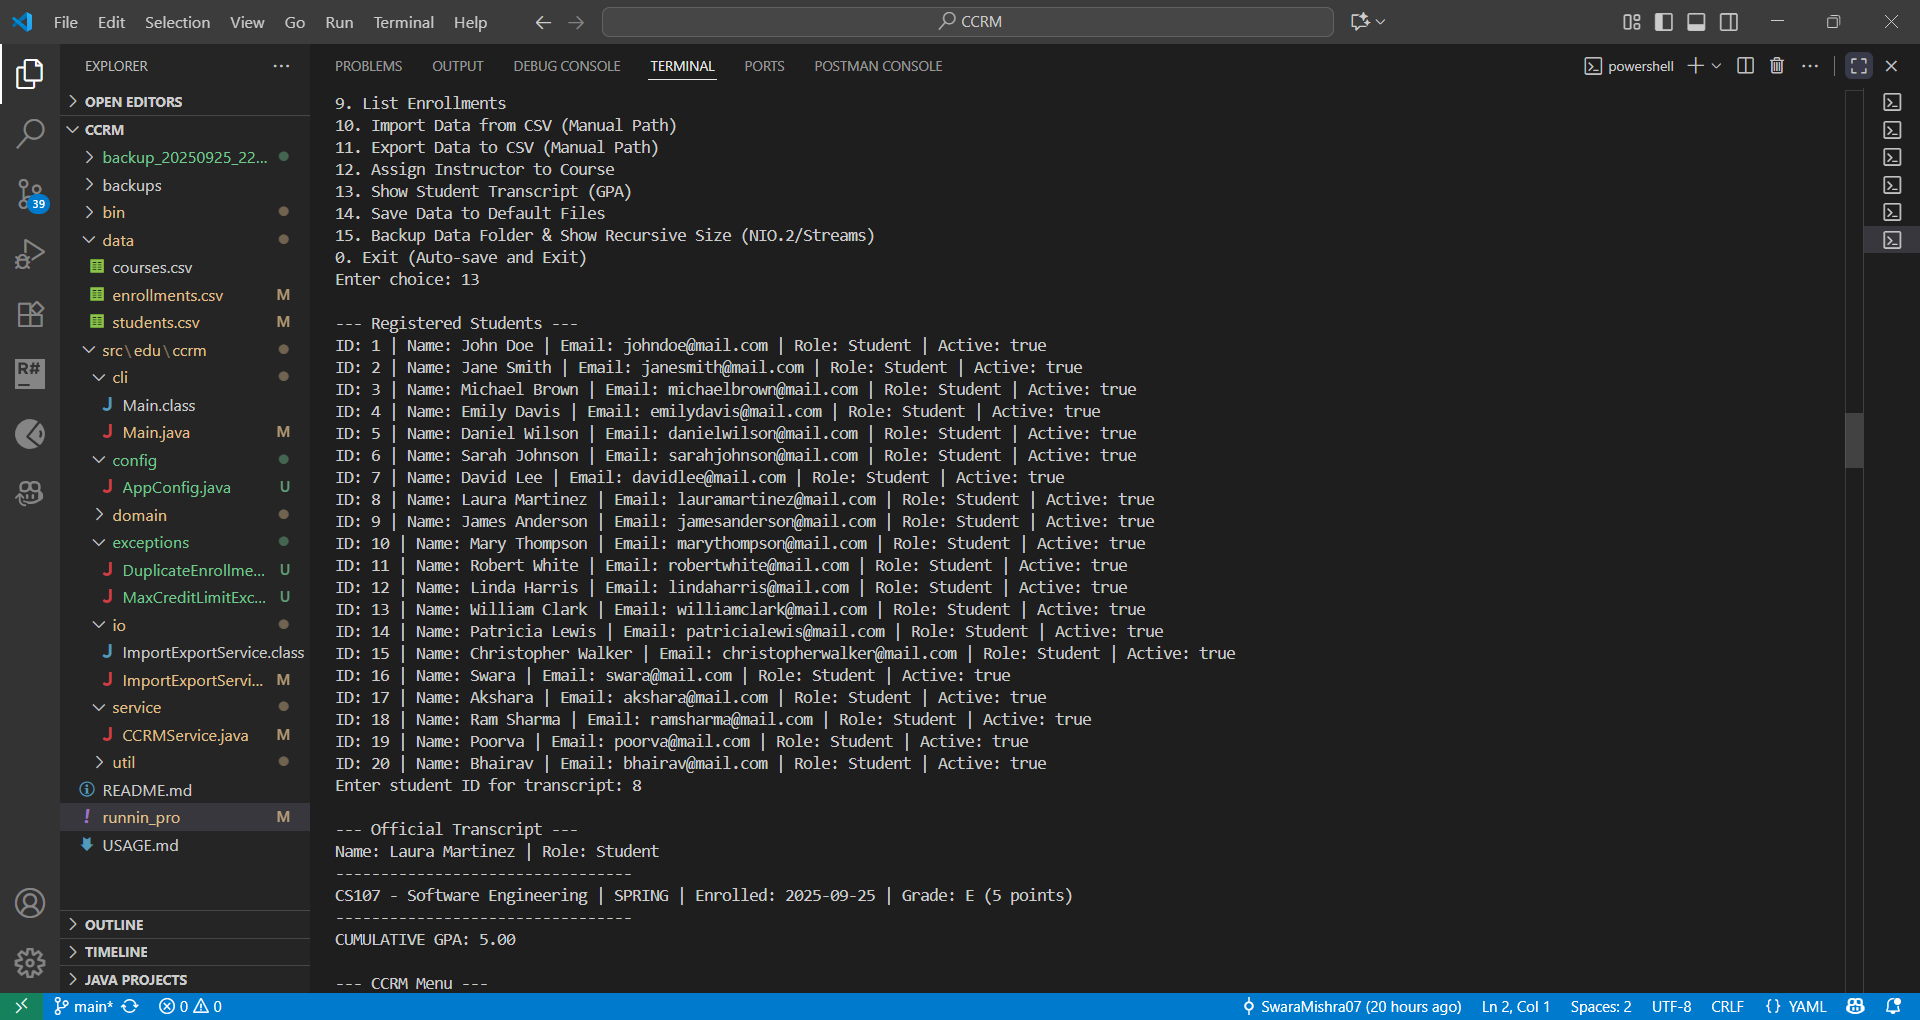 File Edit Selection View Go Run Terminal Help
CCRM
EXPLORER
OPEN EDITORS
CCRM
backup_20250925_22...
backups
bin
data
courses.csv
enrollments.csv M
students.csv M
src\edu\ccrm
cli
J Main.class
J Main.java M
config
J AppConfig.java U
domain
exceptions
J DuplicateEnrollme... U
J MaxCreditLimitExc... U
io
J ImportExportService.class
J ImportExportServi... M
service
J CCRMService.java M
util
README.md
! runnin_pro M
USAGE.md
OUTLINE
TIMELINE
JAVA PROJECTS
39
R#
PROBLEMS OUTPUT DEBUG CONSOLE TERMINAL PORTS POSTMAN CONSOLE
powershell
9. List Enrollments
10. Import Data from CSV (Manual Path)
11. Export Data to CSV (Manual Path)
12. Assign Instructor to Course
13. Show Student Transcript (GPA)
14. Save Data to Default Files
15. Backup Data Folder & Show Recursive Size (NIO.2/Streams)
0. Exit (Auto-save and Exit)
Enter choice: 13
--- Registered Students ---
ID: 1 | Name: John Doe | Email: johndoe@mail.com | Role: Student | Active: true
ID: 2 | Name: Jane Smith | Email: janesmith@mail.com | Role: Student | Active: true
ID: 3 | Name: Michael Brown | Email: michaelbrown@mail.com | Role: Student | Active: true
ID: 4 | Name: Emily Davis | Email: emilydavis@mail.com | Role: Student | Active: true
ID: 5 | Name: Daniel Wilson | Email: danielwilson@mail.com | Role: Student | Active: true
ID: 6 | Name: Sarah Johnson | Email: sarahjohnson@mail.com | Role: Student | Active: true
ID: 7 | Name: David Lee | Email: davidlee@mail.com | Role: Student | Active: true
ID: 8 | Name: Laura Martinez | Email: lauramartinez@mail.com | Role: Student | Active: true
ID: 9 | Name: James Anderson | Email: jamesanderson@mail.com | Role: Student | Active: true
ID: 10 | Name: Mary Thompson | Email: marythompson@mail.com | Role: Student | Active: true
ID: 11 | Name: Robert White | Email: robertwhite@mail.com | Role: Student | Active: true
ID: 12 | Name: Linda Harris | Email: lindaharris@mail.com | Role: Student | Active: true
ID: 13 | Name: William Clark | Email: williamclark@mail.com | Role: Student | Active: true
ID: 14 | Name: Patricia Lewis | Email: patricialewis@mail.com | Role: Student | Active: true
ID: 15 | Name: Christopher Walker | Email: christopherwalker@mail.com | Role: Student | Active: true
ID: 16 | Name: Swara | Email: swara@mail.com | Role: Student | Active: true
ID: 17 | Name: Akshara | Email: akshara@mail.com | Role: Student | Active: true
ID: 18 | Name: Ram Sharma | Email: ramsharma@mail.com | Role: Student | Active: true
ID: 19 | Name: Poorva | Email: poorva@mail.com | Role: Student | Active: true
ID: 20 | Name: Bhairav | Email: bhairav@mail.com | Role: Student | Active: true
Enter student ID for transcript: 8
--- Official Transcript ---
Name: Laura Martinez | Role: Student
---------------------------------
CS107 - Software Engineering | SPRING | Enrolled: 2025-09-25 | Grade: E (5 points)
---------------------------------
CUMULATIVE GPA: 5.00
--- CCRM Menu ---
main* 0 0 SwaraMishra07 (20 hours ago) Ln 2, Col 1 Spaces: 2 UTF-8 CRLF {} YAML